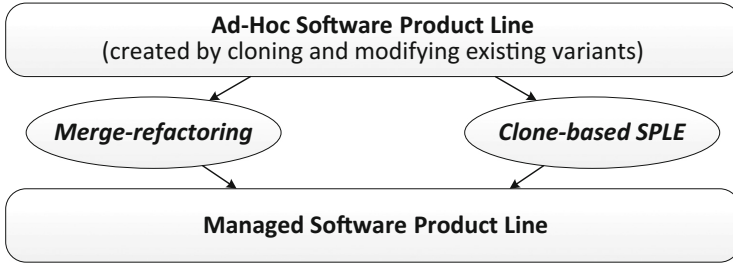 Ad-Hoc Software Product Line
(created by cloning and modifying existing variants)
Merge-refactoring
Clone-based SPLE
Managed Software Product Line